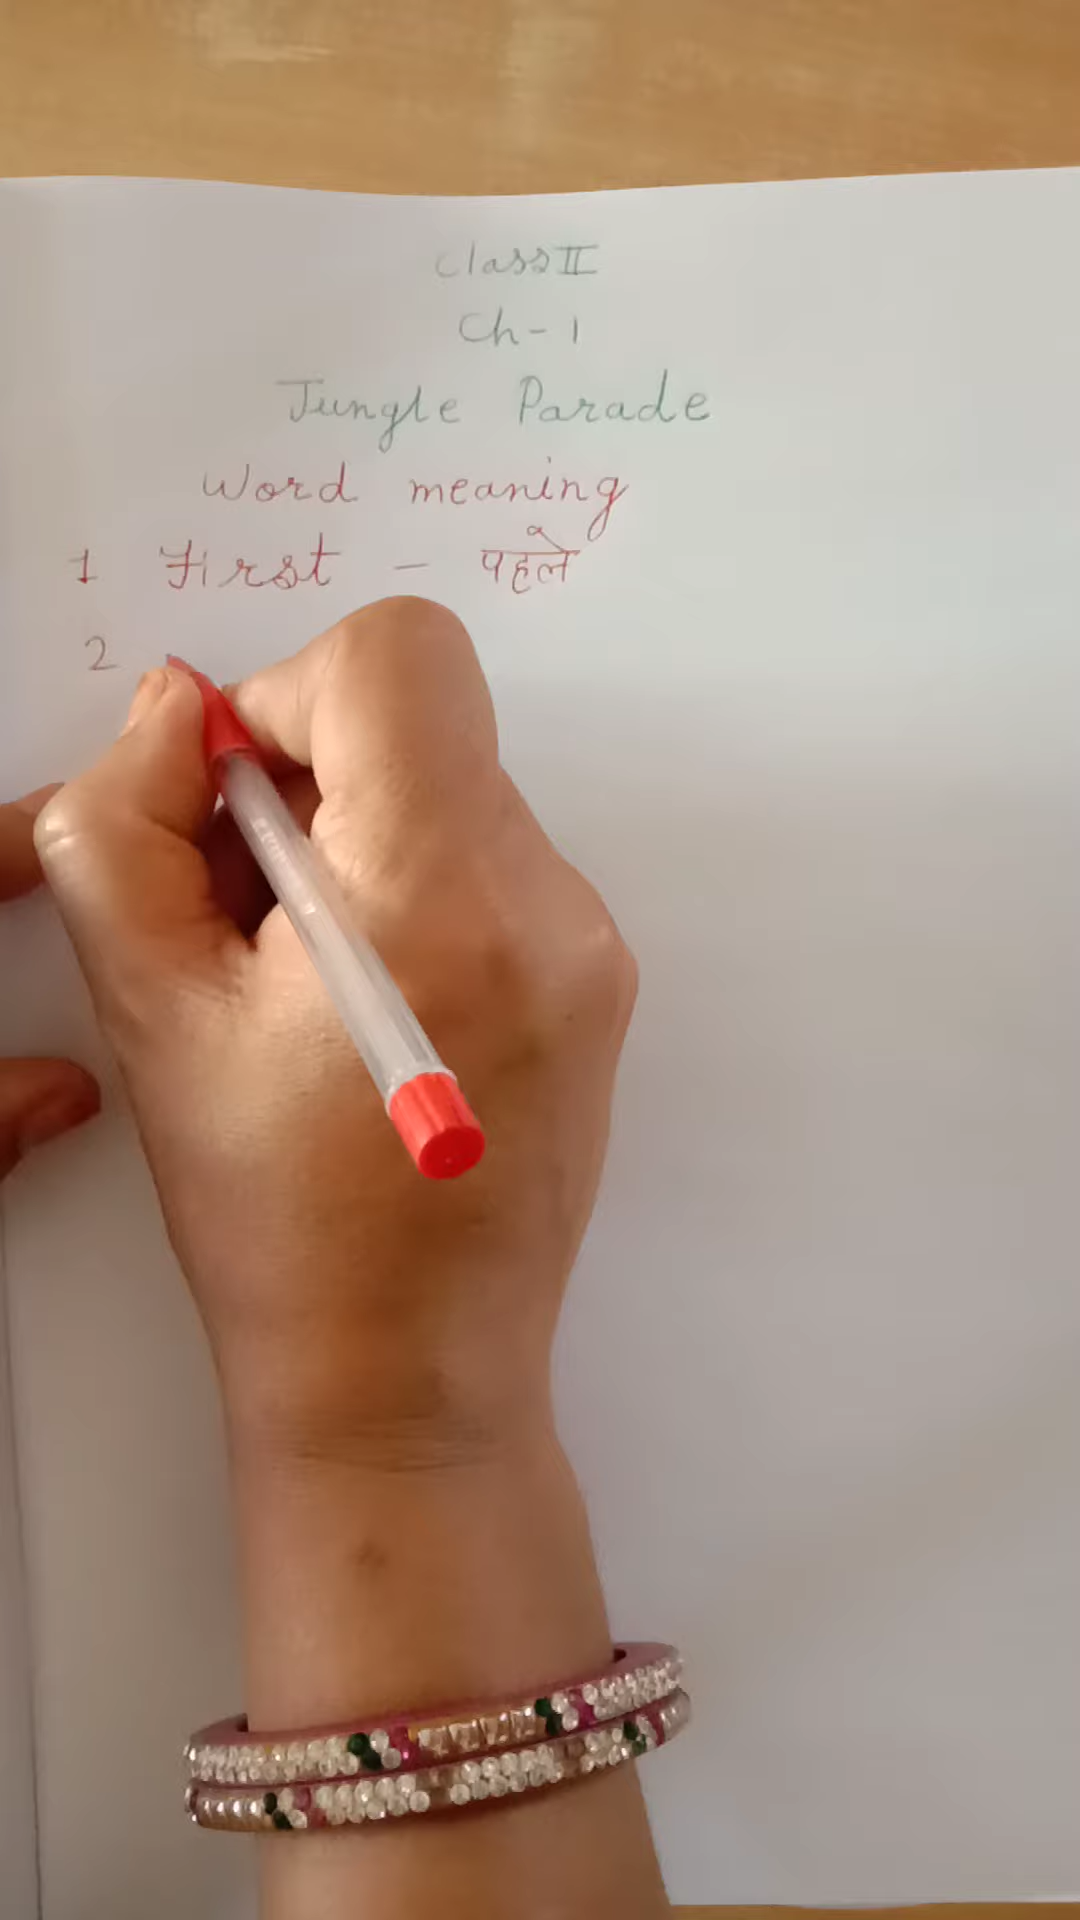 Class II
Ch-1
Jungle Parade
Word meaning
1 First - पहले
2